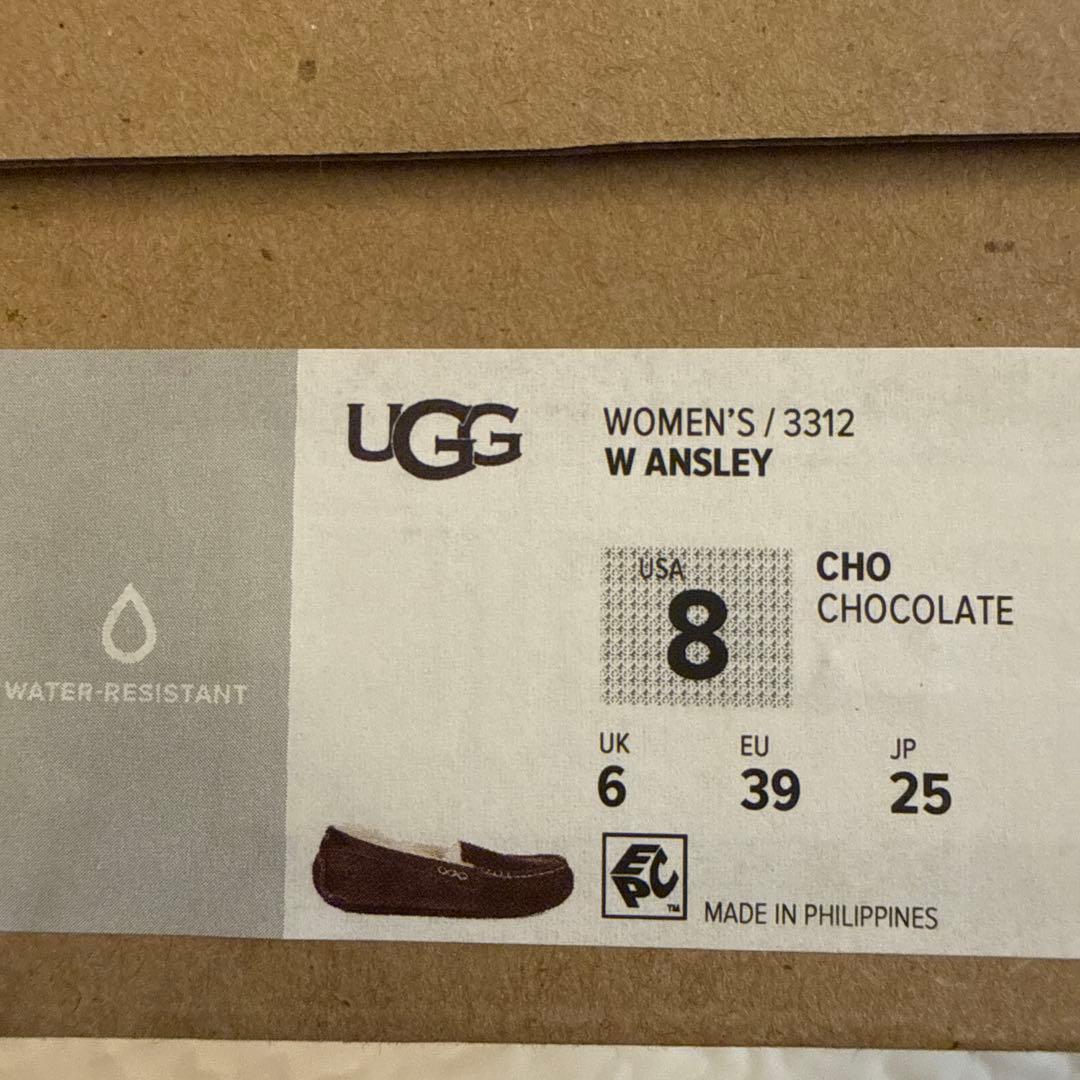 UGG
WOMEN'S / 3312
W ANSLEY
USA
8
CHO
CHOCOLATE
WATER-RESISTANT
UK EU JP
6 39 25
EPC™
MADE IN PHILIPPINES